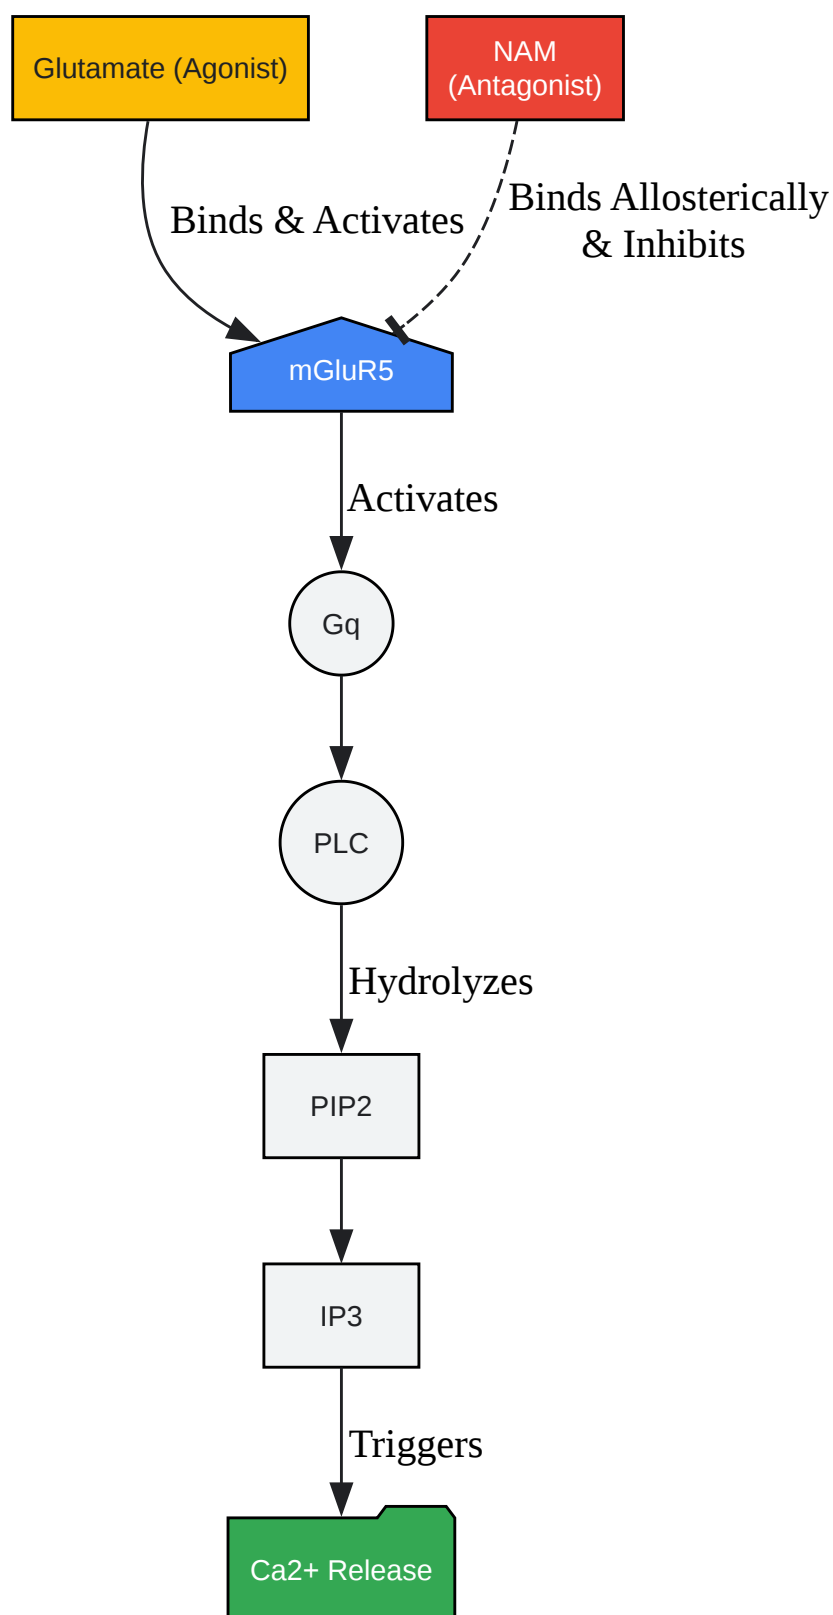 Glutamate (Agonist)
NAM
(Antagonist)
Binds & Activates
Binds Allosterically
& Inhibits
mGluR5
Activates
Gq
PLC
Hydrolyzes
PIP2
IP3
Triggers
Ca2+ Release